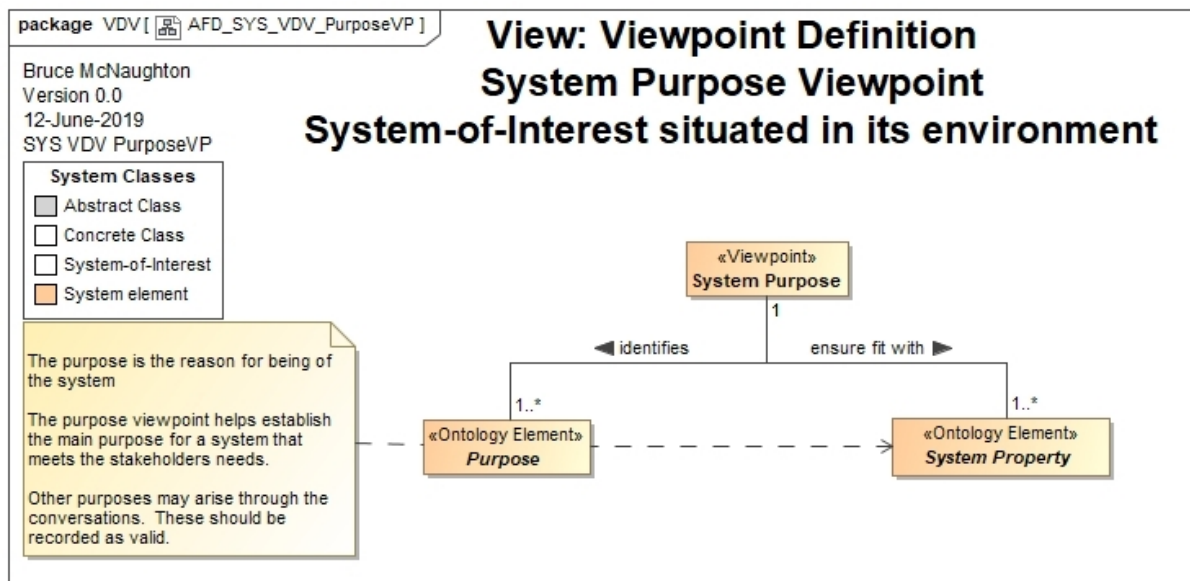 package VDV [ AFD_SYS_VDV_PurposeVP ]
View: Viewpoint Definition
System Purpose Viewpoint
System-of-Interest situated in its environment
Bruce McNaughton
Version 0.0
12-June-2019
SYS VDV PurposeVP
System Classes
Abstract Class
Concrete Class
System-of-Interest
System element
«Viewpoint»
System Purpose
1
identifies
ensure fit with
1..*
1..*
«Ontology Element»
Purpose
«Ontology Element»
System Property
The purpose is the reason for being of
the system
The purpose viewpoint helps establish
the main purpose for a system that
meets the stakeholders needs.
Other purposes may arise through the
conversations.  These should be
recorded as valid.